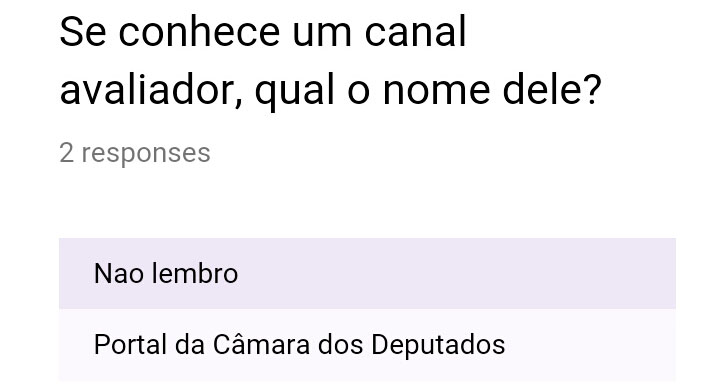 Se conhece um canal
avaliador, qual o nome dele?
2 responses
Nao lembro
Portal da Câmara dos Deputados